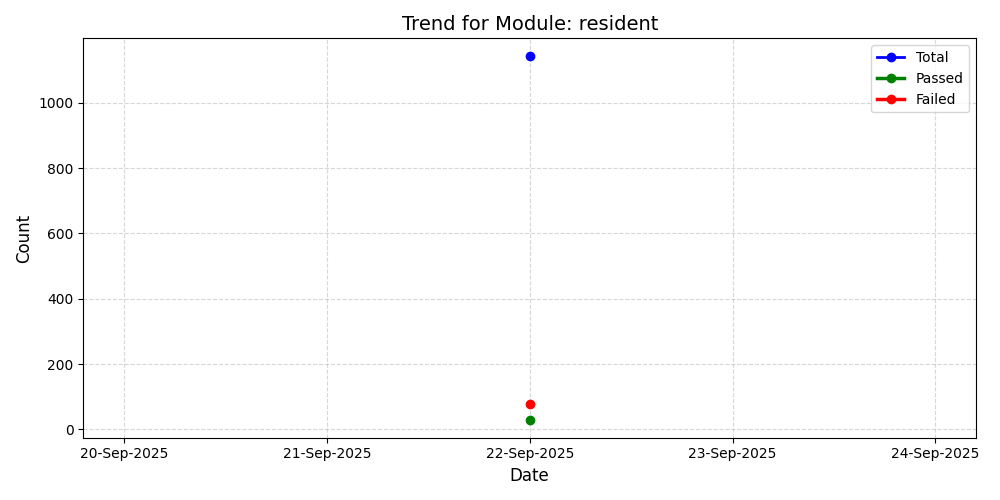 Trend for Module: resident
Total
Passed
Failed
1000
800
600
400
200
0
Count
20-Sep-2025
21-Sep-2025
22-Sep-2025
23-Sep-2025
24-Sep-2025
Date